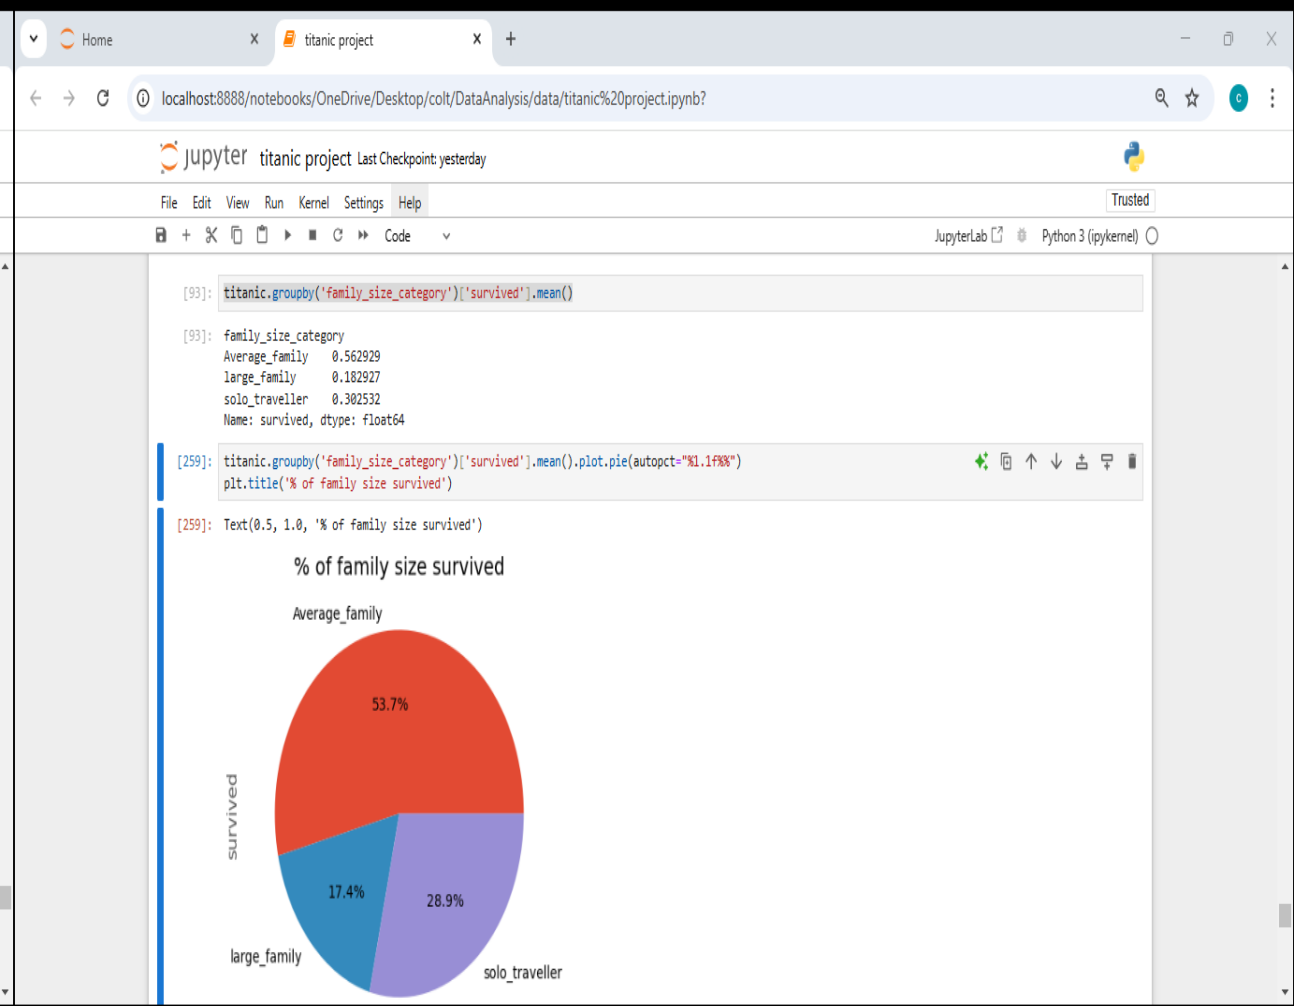 Home
titanic project
localhost:8888/notebooks/OneDrive/Desktop/colt/DataAnalysis/data/titanic%20project.ipynb?
c
jupyter titanic project Last Checkpoint: yesterday
File Edit View Run Kernel Settings Help
Trusted
Code
JupyterLab
Python 3 (ipykernel)
[93]: titanic.groupby('family_size_category')['survived'].mean()
[93]: family_size_category
Average_family 0.562929
large_family 0.182927
solo_traveller 0.302532
Name: survived, dtype: float64
[259]: titanic.groupby('family_size_category')['survived'].mean().plot.pie(autopct="%1.1f%%")
plt.title('% of family size survived')
[259]: Text(0.5, 1.0, '% of family size survived')
% of family size survived
Average_family
53.7%
survived
17.4%
28.9%
large_family
solo_traveller